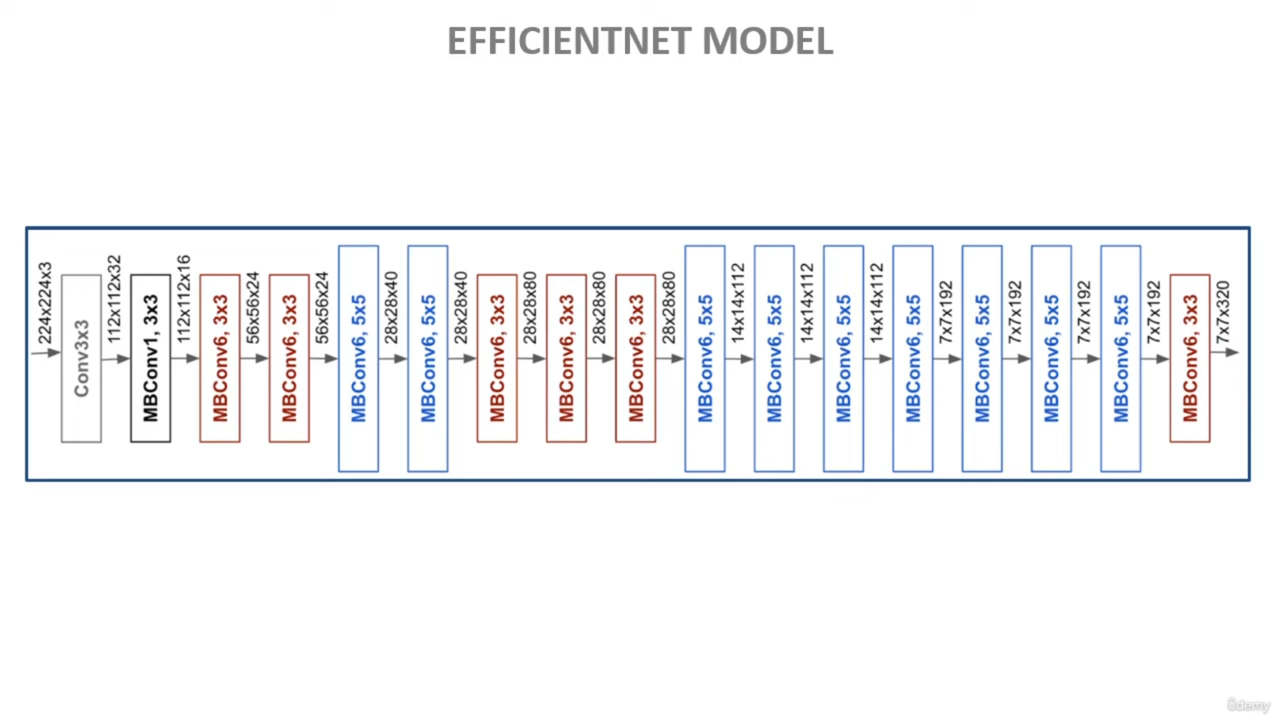 EFFICIENTNET MODEL
224x224x3
Conv3x3
112x112x32
MBConv1, 3x3
112x112x16
MBConv6, 3x3
56x56x24
MBConv6, 3x3
56x56x24
MBConv6, 5x5
28x28x40
MBConv6, 5x5
28x28x40
MBConv6, 3x3
28x28x80
MBConv6, 3x3
28x28x80
MBConv6, 3x3
28x28x80
MBConv6, 5x5
14x14x112
MBConv6, 5x5
14x14x112
MBConv6, 5x5
14x14x112
MBConv6, 5x5
7x7x192
MBConv6, 5x5
7x7x192
MBConv6, 5x5
7x7x192
MBConv6, 5x5
7x7x192
MBConv6, 3x3
7x7x320
ûdemy